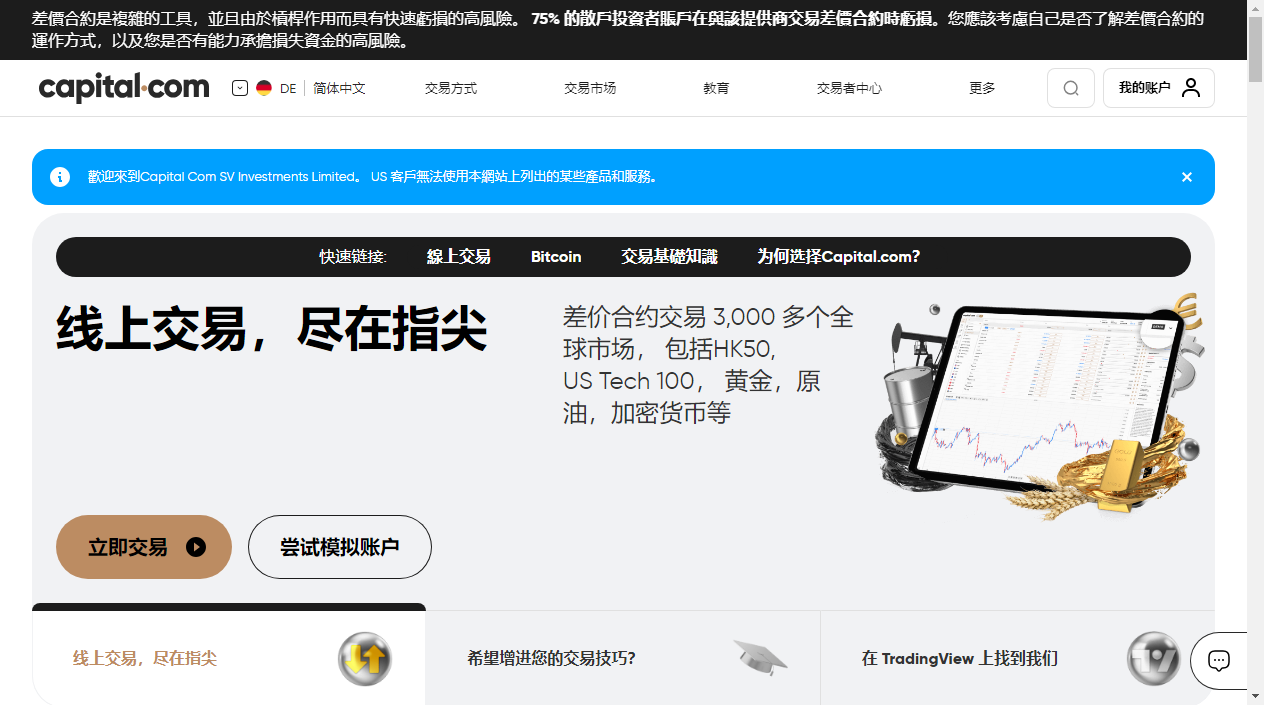 差價合約是複雜的工具，並且由於槓桿作用而具有快速虧損的高風險。 75% 的散戶投資者賬戶在與該提供商交易差價合約時虧損。您應該考慮自己是否了解差價合約的
運作方式，以及您是否有能力承擔損失資金的高風險。
capital.com DE 简体中文 交易方式 交易市场 教育 交易者中心 更多 我的账户
歡迎來到Capital Com SV Investments Limited。 US 客戶無法使用本網站上列出的某些產品和服務。
快速链接: 線上交易 Bitcoin 交易基礎知識 为何选择Capital.com?
线上交易，尽在指尖
差价合约交易 3,000 多个全
球市场， 包括HK50,
US Tech 100， 黄金，原
油，加密货币等
立即交易 尝试模拟账户
线上交易，尽在指尖 希望增进您的交易技巧? 在 TradingView 上找到我们